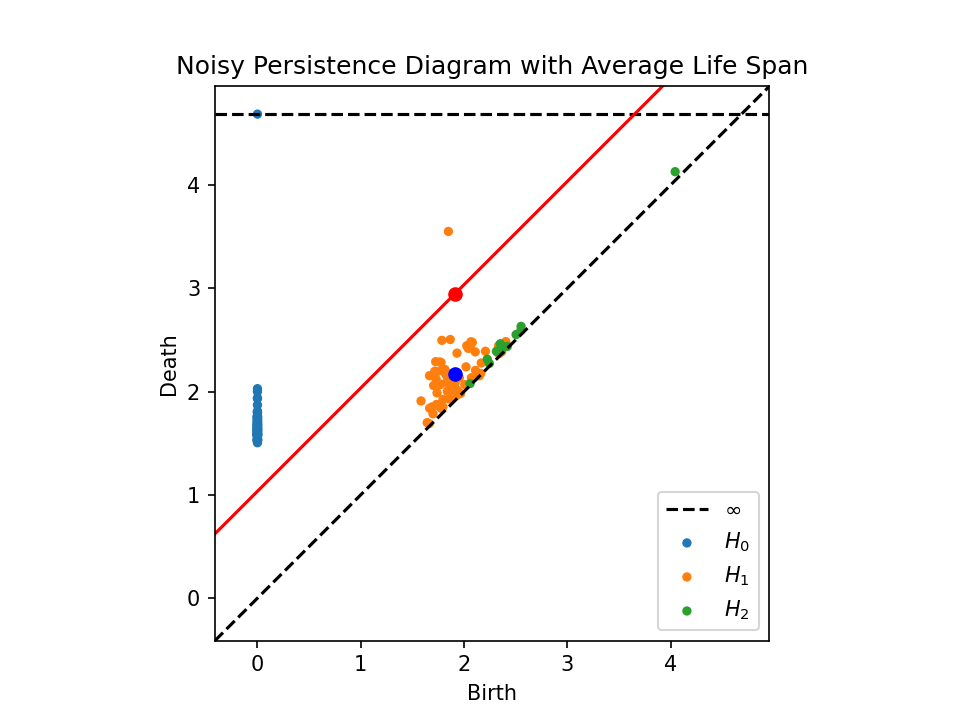 Noisy Persistence Diagram with Average Life Span
Death
4
3
2
1
0
0 1 2 3 4
Birth
∞
H₀
H₁
H₂